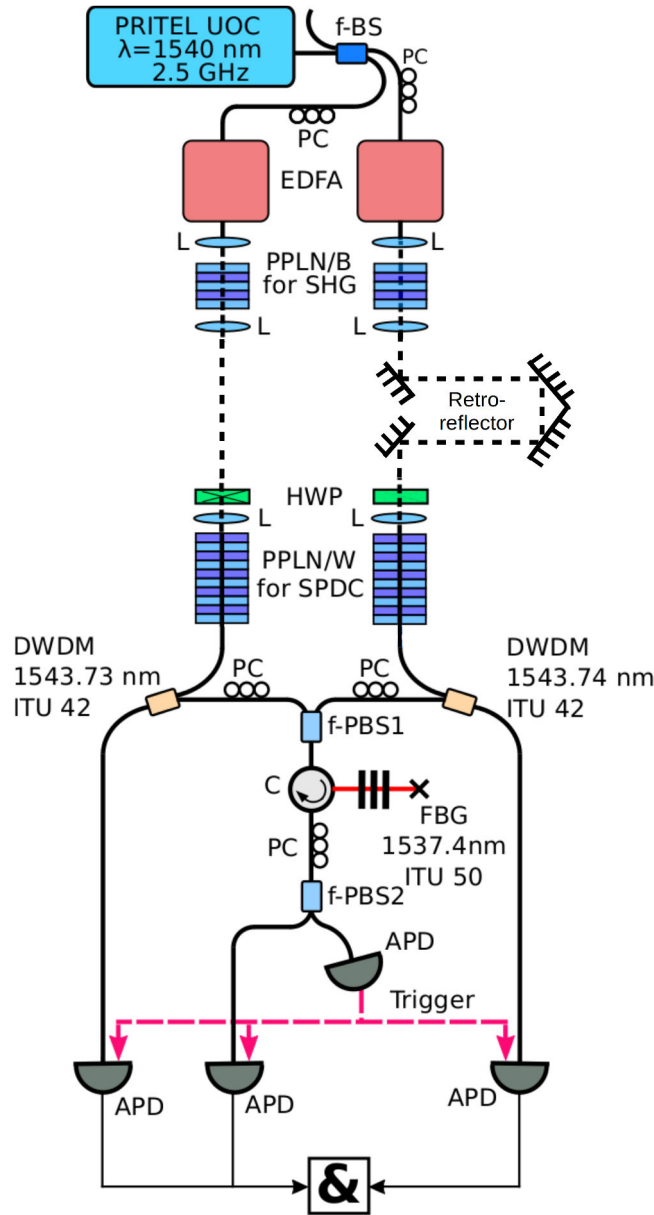 PRITEL UOC
λ=1540 nm
2.5 GHz
f-BS
PC
PC
EDFA
L
L
PPLN/B
for SHG
L
L
Retro-
reflector
HWP
L
L
PPLN/W
for SPDC
DWDM
1543.73 nm
ITU 42
PC
PC
DWDM
1543.74 nm
ITU 42
f-PBS1
C
FBG
1537.4nm
ITU 50
PC
f-PBS2
APD
Trigger
APD
APD
APD
&